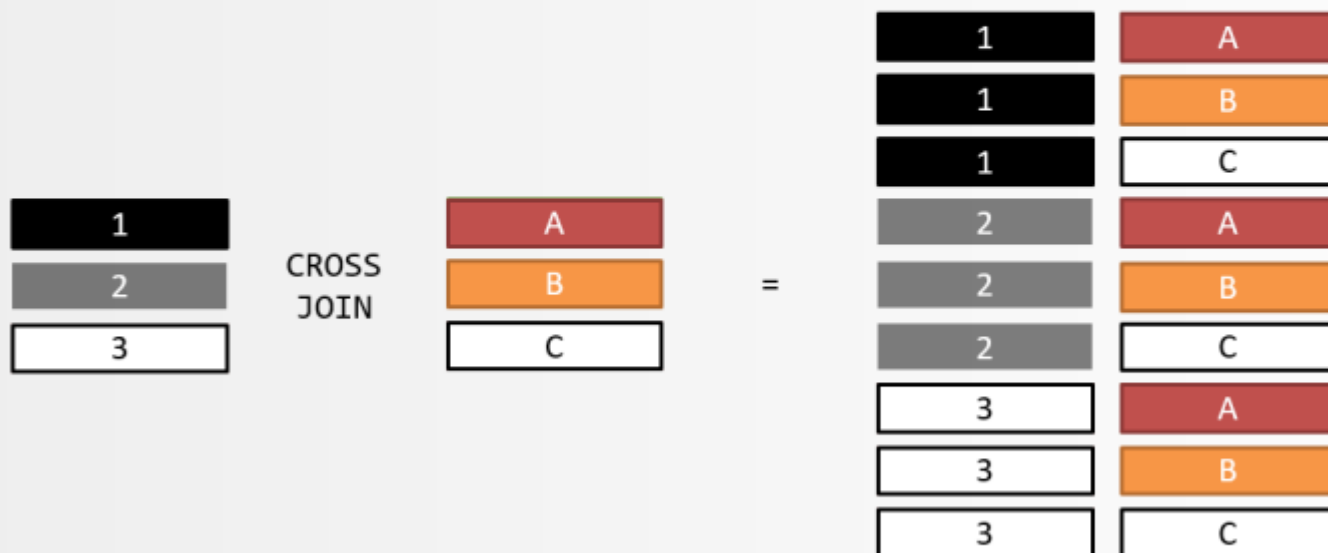 1 A
1 B
1 C
1 A 2 A
CROSS JOIN
2 B = 2 B
3 C 2 C
3 A
3 B
3 C